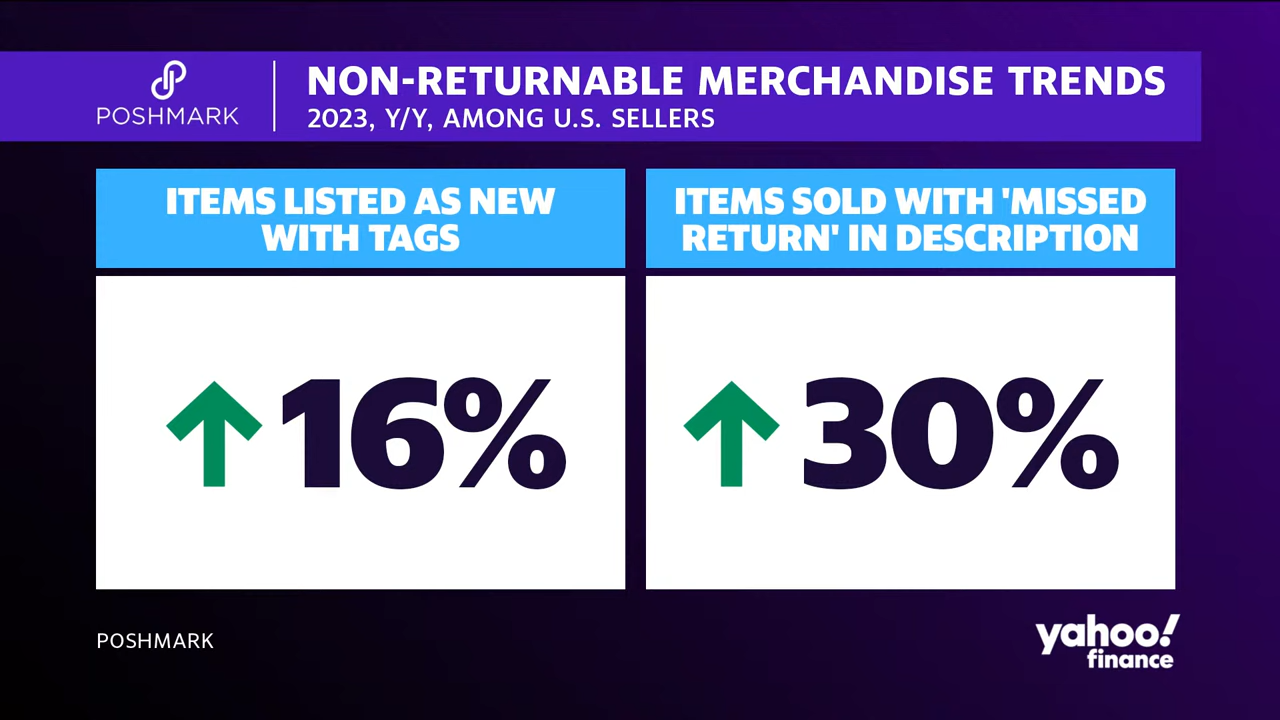 POSHMARK
NON-RETURNABLE MERCHANDISE TRENDS
2023, Y/Y, AMONG U.S. SELLERS
ITEMS LISTED AS NEW
WITH TAGS
16%
ITEMS SOLD WITH 'MISSED
RETURN' IN DESCRIPTION
30%
POSHMARK
yahoo!
finance